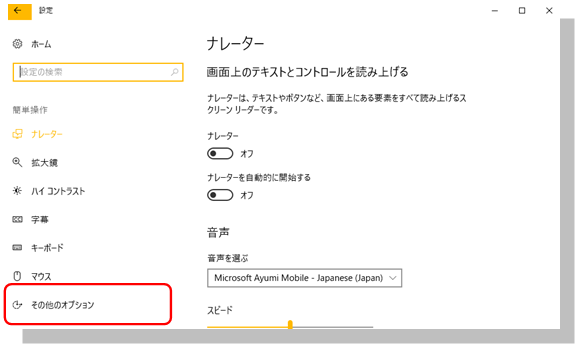 設定
ホーム
設定の検索
簡単操作
ナレーター
拡大鏡
ハイ コントラスト
字幕
キーボード
マウス
その他のオプション
ナレーター
画面上のテキストとコントロールを読み上げる
ナレーターは、テキストやボタンなど、画面上にある要素をすべて読み上げるス
クリーン リーダーです。
ナレーター
オフ
ナレーターを自動的に開始する
オフ
音声
音声を選ぶ
Microsoft Ayumi Mobile - Japanese (Japan)
スピード